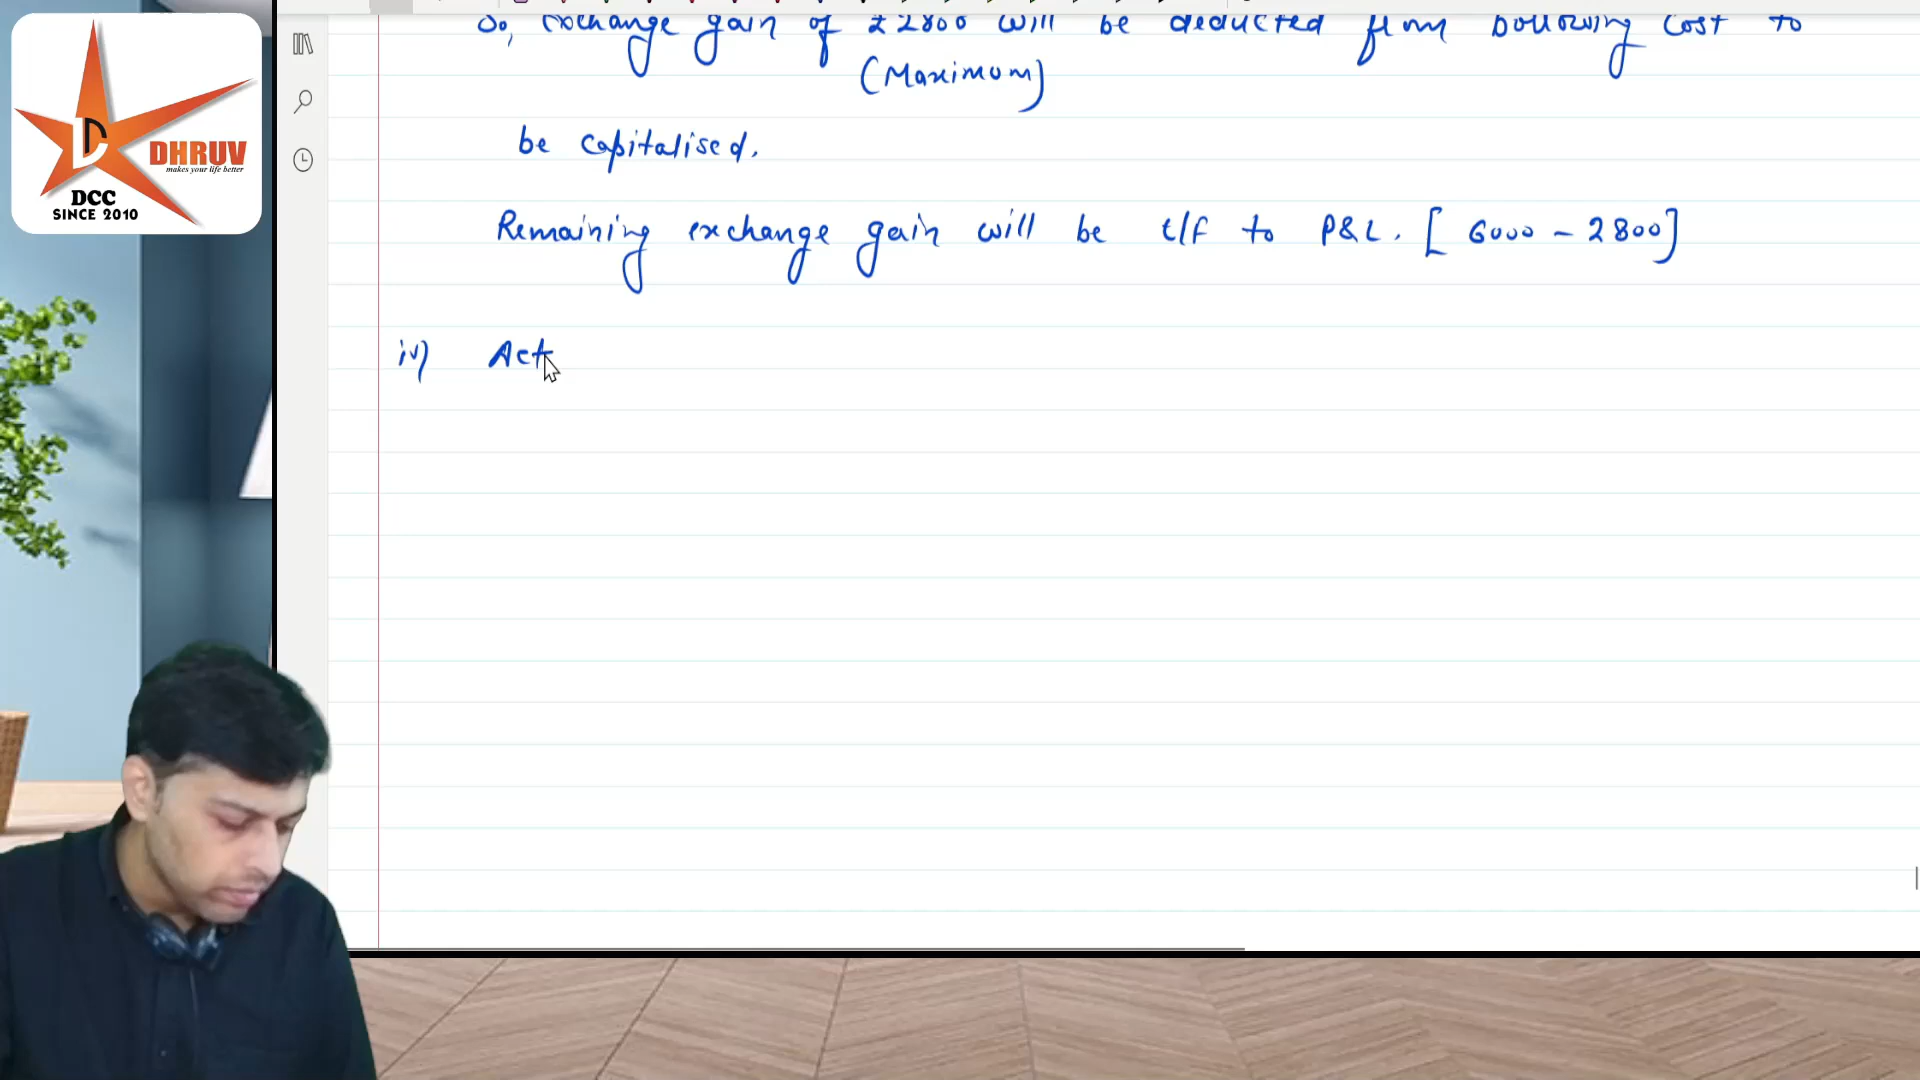 DHRUV
makes your life better
DCC
SINCE 2010
So, exchange gain of ₹2800 will be deducted from borrowing cost to
(Maximum)
be capitalised.
Remaining exchange gain will be t/f to P&L. [6000 - 2800]
iv) Act